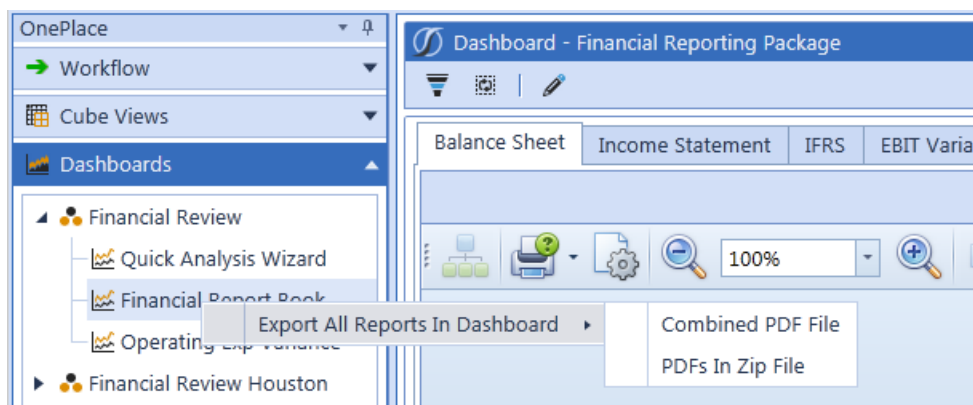 OnePlace
Workflow
Cube Views
Dashboards
Financial Review
Quick Analysis Wizard
Financial Report Book
Operating Exp Variance
Financial Review Houston
Export All Reports In Dashboard
Combined PDF File
PDFs In Zip File
Dashboard - Financial Reporting Package
Balance Sheet Income Statement IFRS EBIT Varia
100%